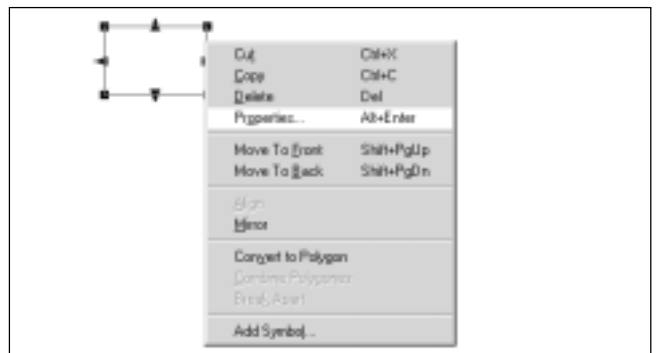 Cut Ctrl+X
Copy Ctrl+C
Delete Del
Properties... Alt+Enter
Move To Front Shift+PgUp
Move To Back Shift+PgDn
Align
Mirror
Convert to Polygon
Combine Polygons
Break Apart
Add Symbol...